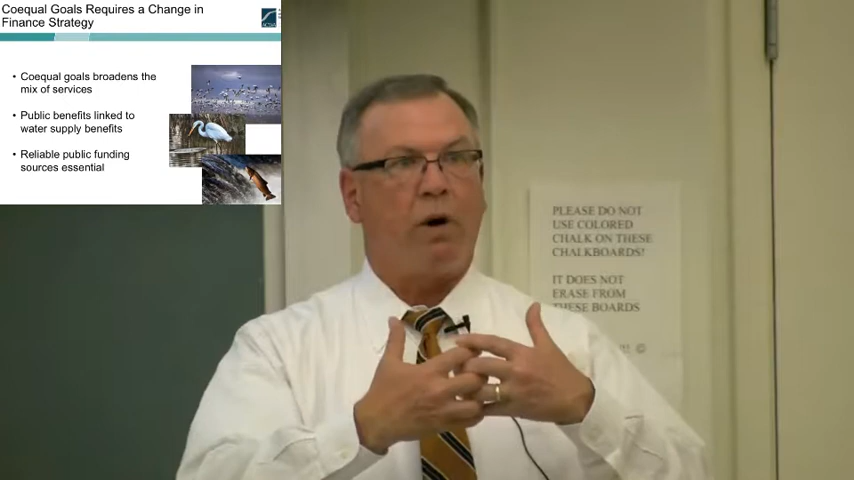 Coequal Goals Requires a Change in
Finance Strategy
• Coequal goals broadens the
mix of services
• Public benefits linked to
water supply benefits
• Reliable public funding
sources essential
PLEASE DO NOT
USE COLORED
CHALK ON THESE
CHALKBOARDS!
IT DOES NOT
ERASE FROM
THESE BOARDS